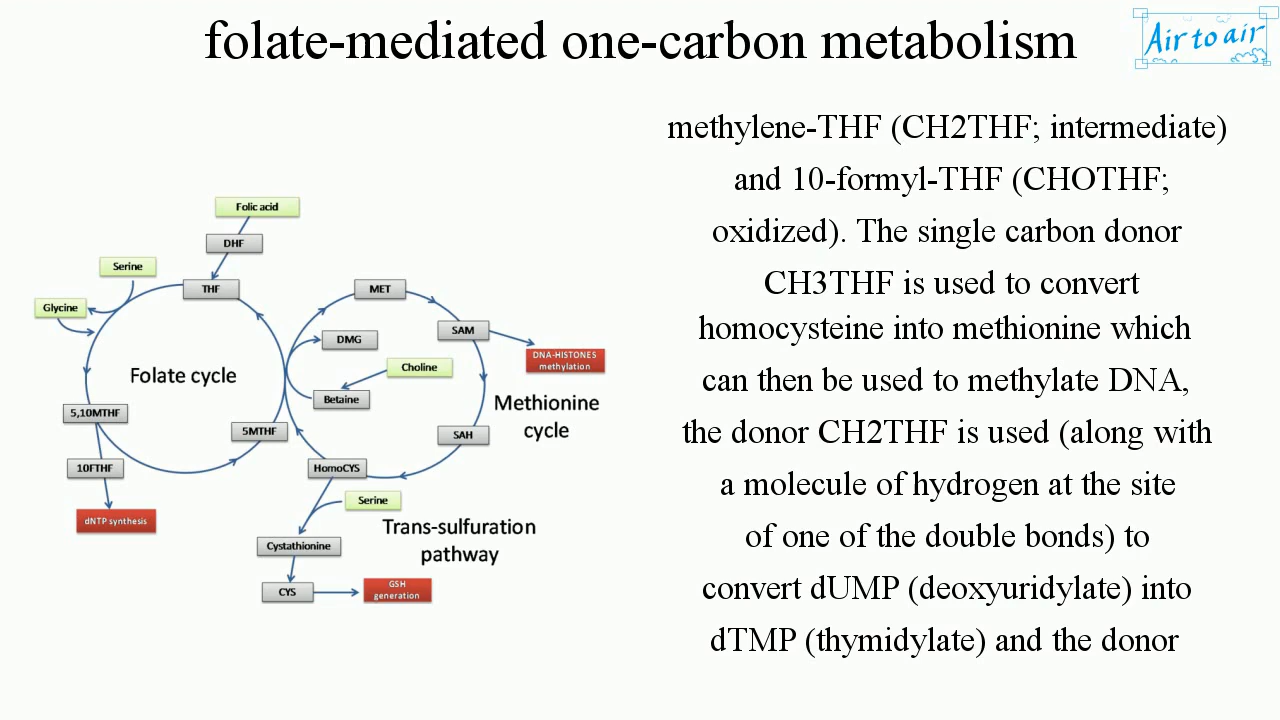 folate-mediated one-carbon metabolism
Air to air
methylene-THF (CH2THF; intermediate)
and 10-formyl-THF (CHOTHF;
oxidized). The single carbon donor
CH3THF is used to convert
homocysteine into methionine which
can then be used to methylate DNA,
the donor CH2THF is used (along with
a molecule of hydrogen at the site
of one of the double bonds) to
convert dUMP (deoxyuridylate) into
dTMP (thymidylate) and the donor
Folic acid
DHF
Serine
THF
Glycine
Folate cycle
5,10MTHF
5MTHF
10FTHF
dNTP synthesis
MET
SAM
DNA-HISTONES
methylation
DMG
Choline
Betaine
Methionine
cycle
SAH
HomoCYS
Serine
Trans-sulfuration
pathway
Cystathionine
CYS
GSH
generation